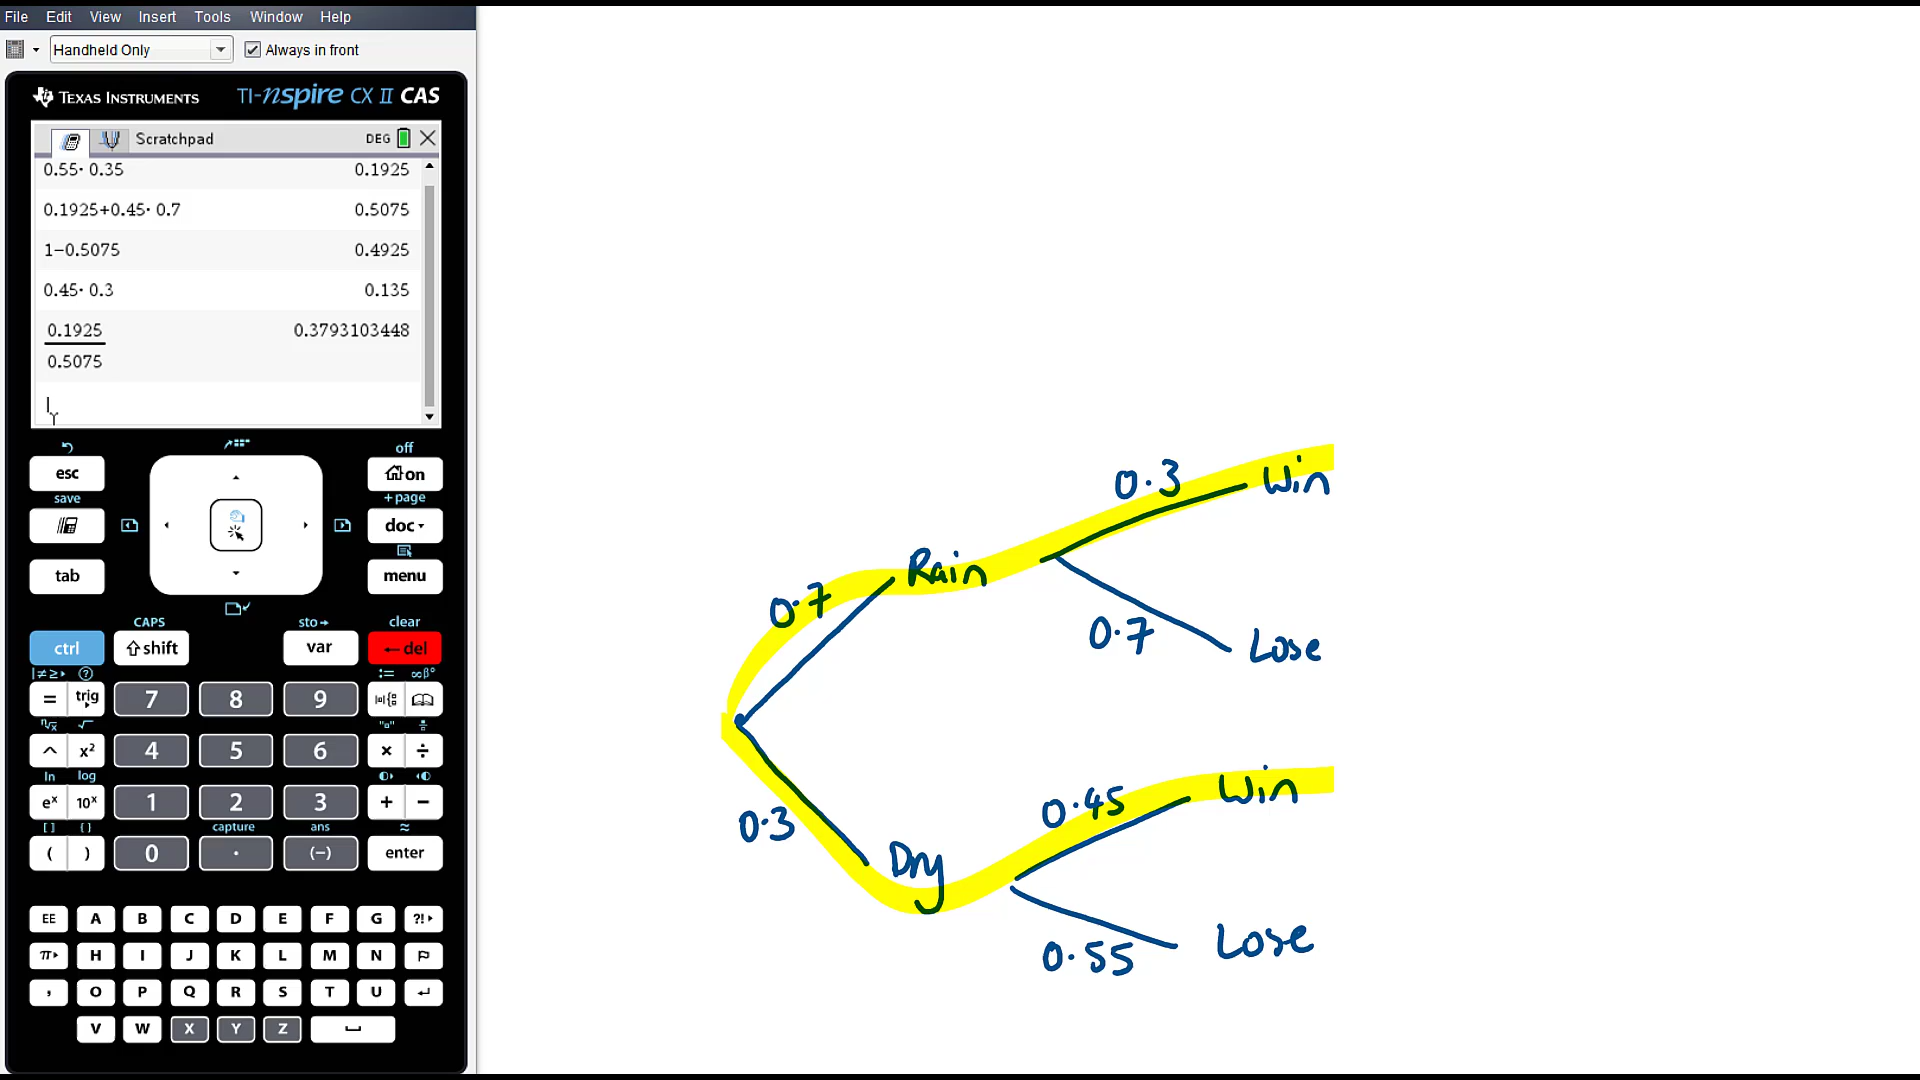 File Edit View Insert Tools Window Help
Handheld Only Always in front
TEXAS INSTRUMENTS TI-nspire CX II CAS
Scratchpad DEG
0.55· 0.35 0.1925
0.1925+0.45· 0.7 0.5075
1−0.5075 0.4925
0.45· 0.3 0.135
0.1925 0.3793103448
0.5075
off
esc on
save +page
doc
tab menu
CAPS sto→ clear
ctrl shift var ←del
|≠≥▸ ? := ∞β°
= trig 7 8 9
ⁿ√x √ "□"
^ x² 4 5 6 × ÷
ln log
eˣ 10ˣ 1 2 3 + −
[ ] { } capture ans ≈
( ) 0 . (−) enter
EE A B C D E F G ?!▸
π▸ H I J K L M N
, O P Q R S T U ↵
V W X Y Z
0.3 Win
0.7 Rain
0.7 Lose
0.45 Win
0.3 Dry
0.55 Lose